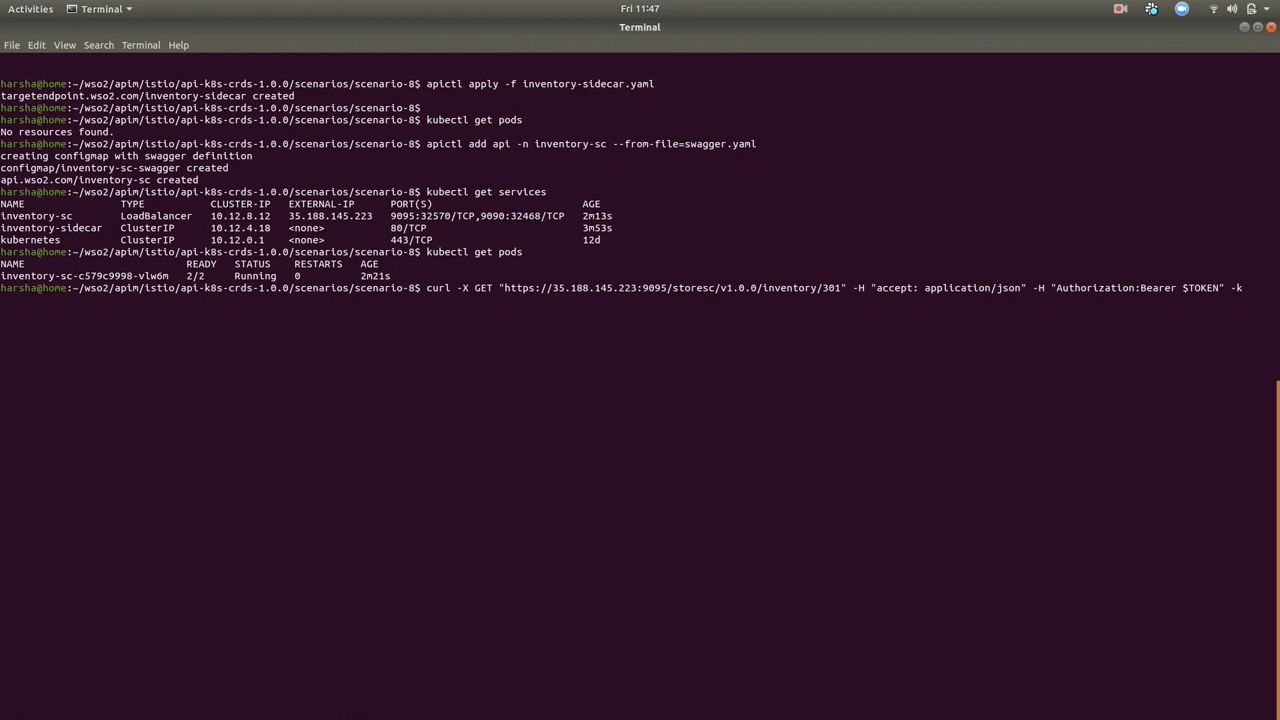 Activities Terminal Fri 11:47
Terminal
File Edit View Search Terminal Help
harsha@home:~/wso2/apim/istio/api-k8s-crds-1.0.0/scenarios/scenario-8$ apictl apply -f inventory-sidecar.yaml
targetendpoint.wso2.com/inventory-sidecar created
harsha@home:~/wso2/apim/istio/api-k8s-crds-1.0.0/scenarios/scenario-8$
harsha@home:~/wso2/apim/istio/api-k8s-crds-1.0.0/scenarios/scenario-8$ kubectl get pods
No resources found.
harsha@home:~/wso2/apim/istio/api-k8s-crds-1.0.0/scenarios/scenario-8$ apictl add api -n inventory-sc --from-file=swagger.yaml
creating configmap with swagger definition
configmap/inventory-sc-swagger created
api.wso2.com/inventory-sc created
harsha@home:~/wso2/apim/istio/api-k8s-crds-1.0.0/scenarios/scenario-8$ kubectl get services
NAME TYPE CLUSTER-IP EXTERNAL-IP PORT(S) AGE
inventory-sc LoadBalancer 10.12.8.12 35.188.145.223 9095:32570/TCP,9090:32468/TCP 2m13s
inventory-sidecar ClusterIP 10.12.4.18 <none> 80/TCP 3m53s
kubernetes ClusterIP 10.12.0.1 <none> 443/TCP 12d
harsha@home:~/wso2/apim/istio/api-k8s-crds-1.0.0/scenarios/scenario-8$ kubectl get pods
NAME READY STATUS RESTARTS AGE
inventory-sc-c579c9998-vlw6m 2/2 Running 0 2m21s
harsha@home:~/wso2/apim/istio/api-k8s-crds-1.0.0/scenarios/scenario-8$ curl -X GET "https://35.188.145.223:9095/storesc/v1.0.0/inventory/301" -H "accept: application/json" -H "Authorization:Bearer $TOKEN" -k